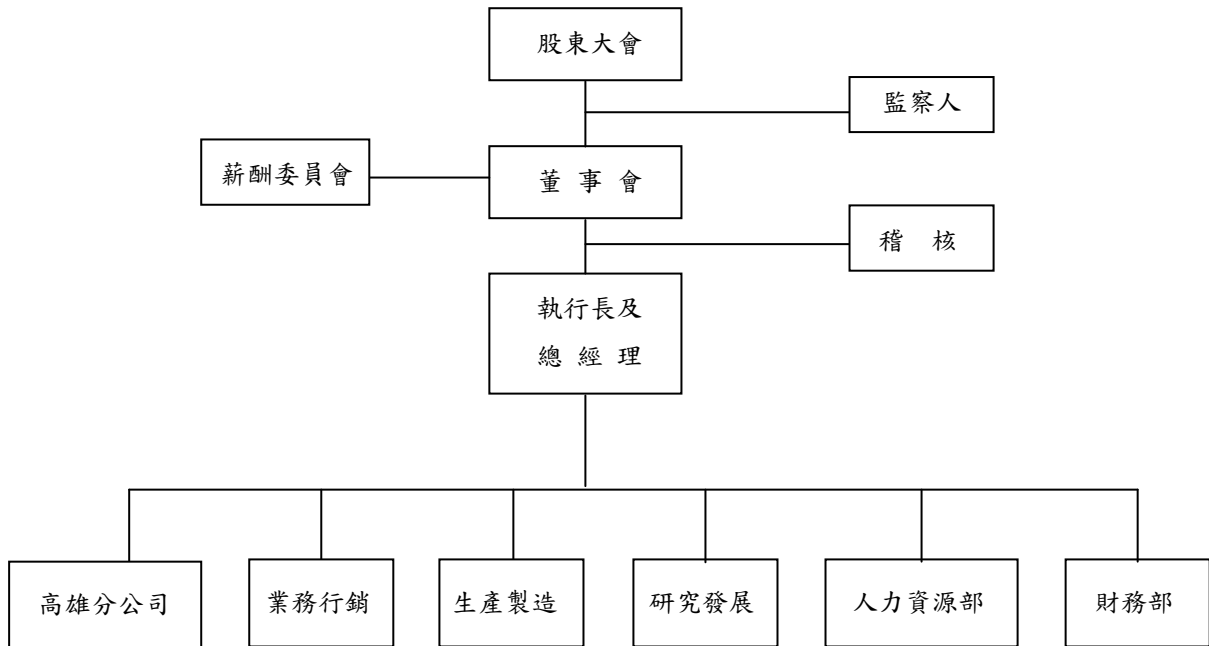 股東大會
監察人
薪酬委員會
董 事 會
稽 核
執行長及
總 經 理
高雄分公司
業務行銷
生產製造
研究發展
人力資源部
財務部